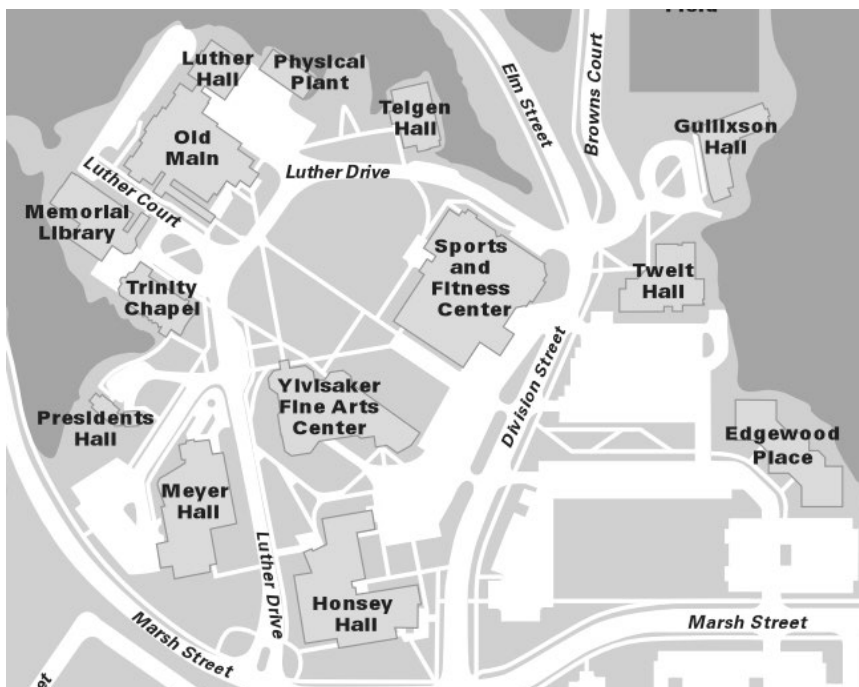 Luther
Hall
Physical
Plant
Elm Street
Browns Court
Telgen
Hall
Gullixson
Hall
Old
Main
Luther Drive
Luther Court
Memorial
Library
Sports
and
Fitness
Center
Twelt
Hall
Trinity
Chapel
Ylvisaker
Fine Arts
Center
Division Street
Presidents
Hall
Edgewood
Place
Meyer
Hall
Luther Drive
Honsey
Hall
Marsh Street
Marsh Street